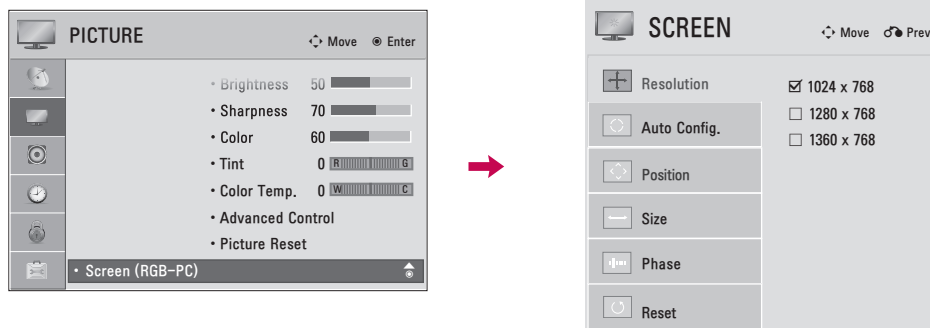 PICTURE
Move Enter
• Brightness 50
• Sharpness 70
• Color 60
• Tint 0 R G
• Color Temp. 0 W C
• Advanced Control
• Picture Reset
• Screen (RGB-PC)
SCREEN
Move Prev
Resolution
Auto Config.
Position
Size
Phase
Reset
1024 x 768
1280 x 768
1360 x 768